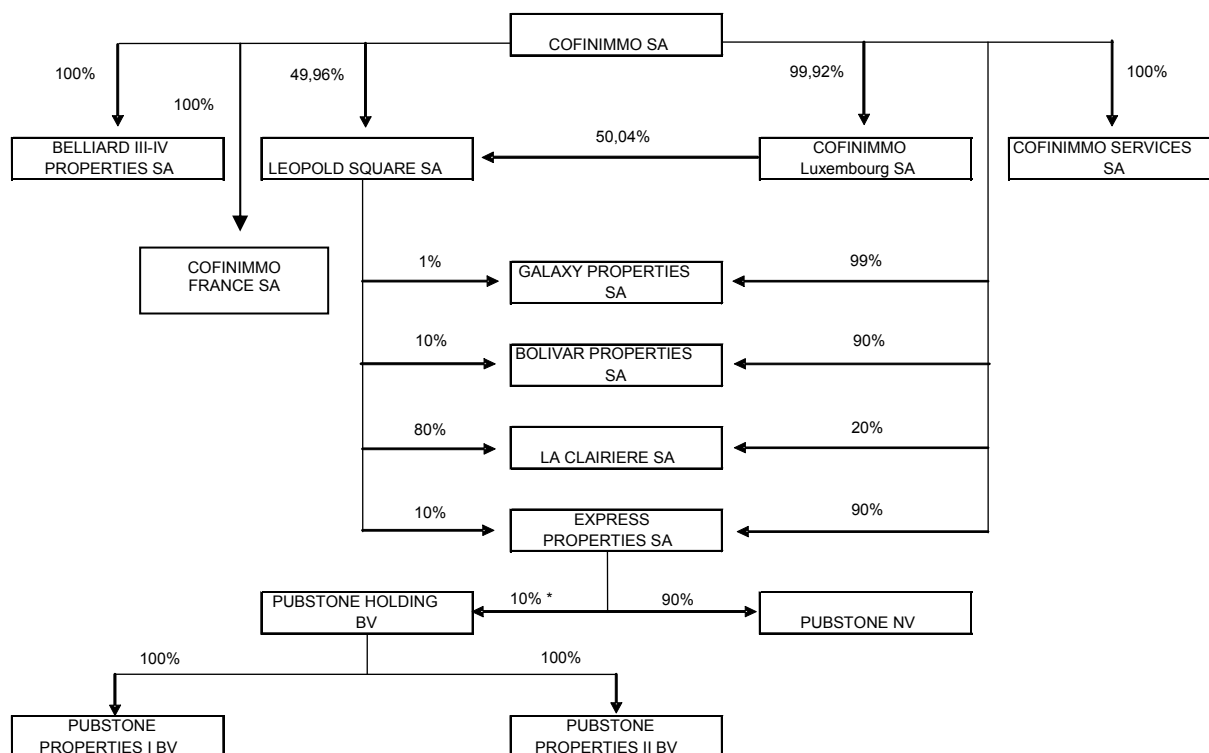 COFINIMMO SA
100%
100%
49,96%
99,92%
100%
BELLIARD III-IV
PROPERTIES SA
LEOPOLD SQUARE SA
50,04%
COFINIMMO
Luxembourg SA
COFINIMMO SERVICES
SA
COFINIMMO
FRANCE SA
1%
GALAXY PROPERTIES
SA
99%
10%
BOLIVAR PROPERTIES
SA
90%
80%
LA CLAIRIERE SA
20%
10%
EXPRESS
PROPERTIES SA
90%
PUBSTONE HOLDING
BV
10% *
90%
PUBSTONE NV
100%
100%
PUBSTONE
PROPERTIES I BV
PUBSTONE
PROPERTIES II BV